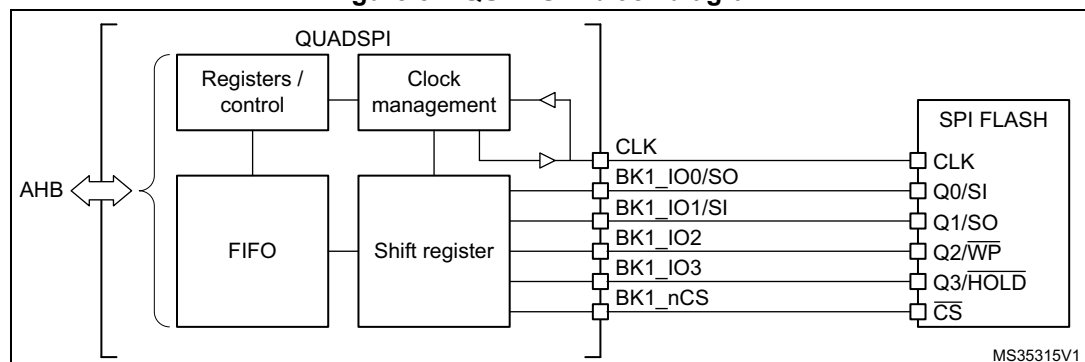 QUADSPI
Registers /
control
Clock
management
AHB
FIFO
Shift register
CLK
BK1_IO0/SO
BK1_IO1/SI
BK1_IO2
BK1_IO3
BK1_nCS
SPI FLASH
CLK
Q0/SI
Q1/SO
Q2/WP
Q3/HOLD
CS
MS35315V1